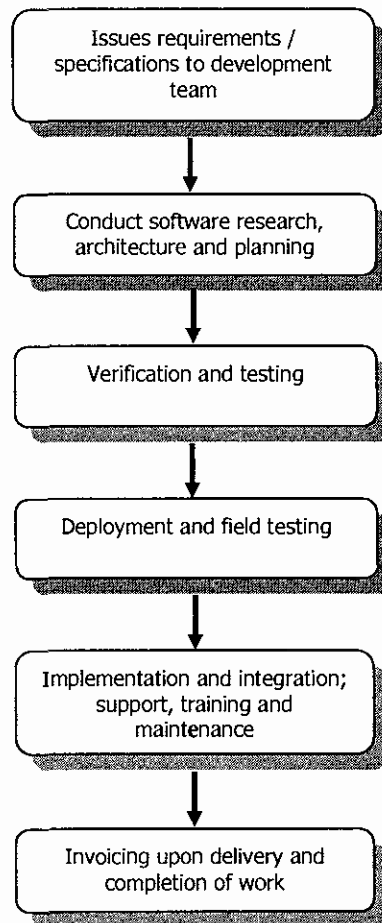 Issues requirements /
specifications to development
team
Conduct software research,
architecture and planning
Verification and testing
Deployment and field testing
Implementation and integration;
support, training and
maintenance
Invoicing upon delivery and
completion of work